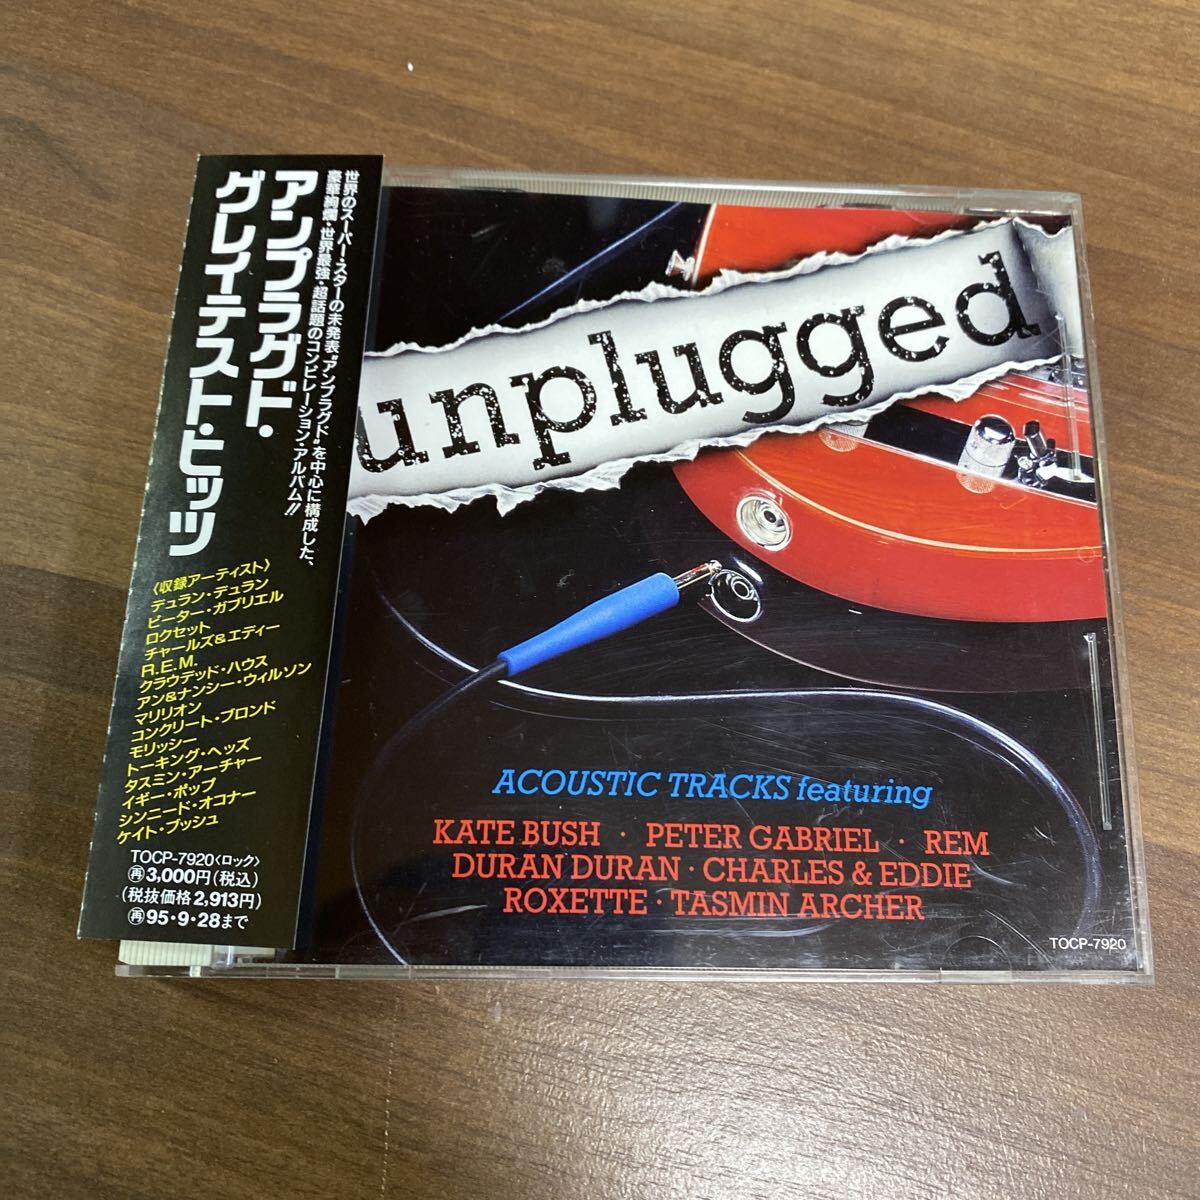 アンプラグド・
グレイテスト・ヒッツ
世界のスーパー・スターの未発表“アンプラグド”を中心に構成した、
豪華絢爛・世界最強・超話題のコンピレーション・アルバム!!
〈収録アーティスト〉
デュラン・デュラン
ピーター・ガブリエル
ロクセット
チャールズ&エディー
R.E.M.
クラウデッド・ハウス
アン&ナンシー・ウィルソン
マリリオン
コンクリート・ブロンド
モリッシー
トーキング・ヘッズ
タスミン・アーチャー
イギー・ポップ
シンニード・オコナー
ケイト・ブッシュ
TOCP-7920〈ロック〉
再3,000円(税込)
(税抜価格2,913円)
再95・9・28まで
unplugged
ACOUSTIC TRACKS featuring
KATE BUSH · PETER GABRIEL · REM
DURAN DURAN · CHARLES & EDDIE
ROXETTE · TASMIN ARCHER
TOCP-7920